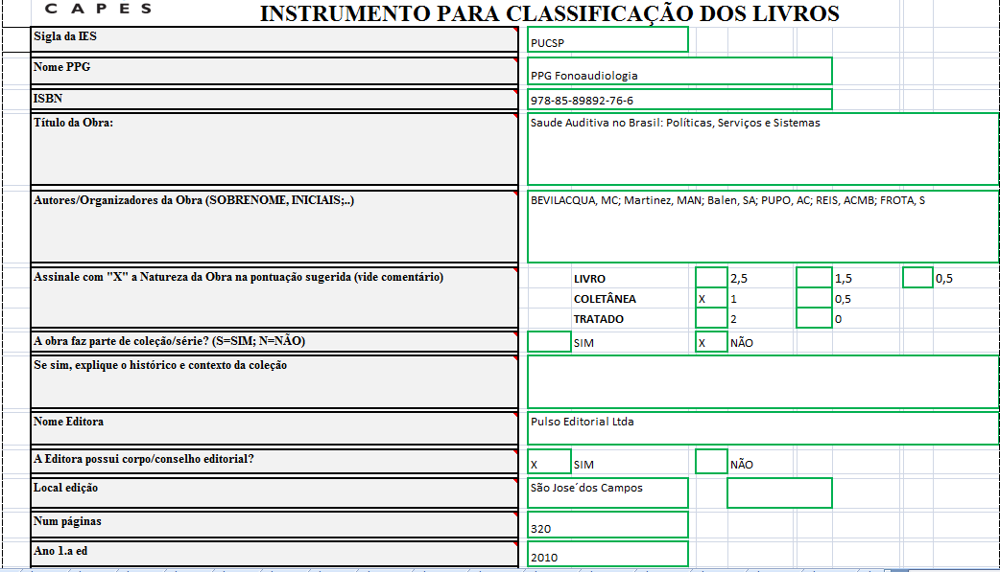 CAPES
INSTRUMENTO PARA CLASSIFICAÇÃO DOS LIVROS
Sigla da IES
PUCSP
Nome PPG
PPG Fonoaudiologia
ISBN
978-85-89892-76-6
Título da Obra:
Saude Auditiva no Brasil: Políticas, Serviços e Sistemas
Autores/Organizadores da Obra (SOBRENOME, INICIAIS;..)
BEVILACQUA, MC; Martinez, MAN; Balen, SA; PUPO, AC; REIS, ACMB; FROTA, S
Assinale com "X" a Natureza da Obra na pontuação sugerida (vide comentário)
LIVRO 2,5 1,5 0,5
COLETÂNEA X 1 0,5
TRATADO 2 0
A obra faz parte de coleção/série? (S=SIM; N=NÃO)
SIM X NÃO
Se sim, explique o histórico e contexto da coleção
Nome Editora
Pulso Editorial Ltda
A Editora possui corpo/conselho editorial?
X SIM NÃO
Local edição
São Jose´dos Campos
Num páginas
320
Ano 1.a ed
2010